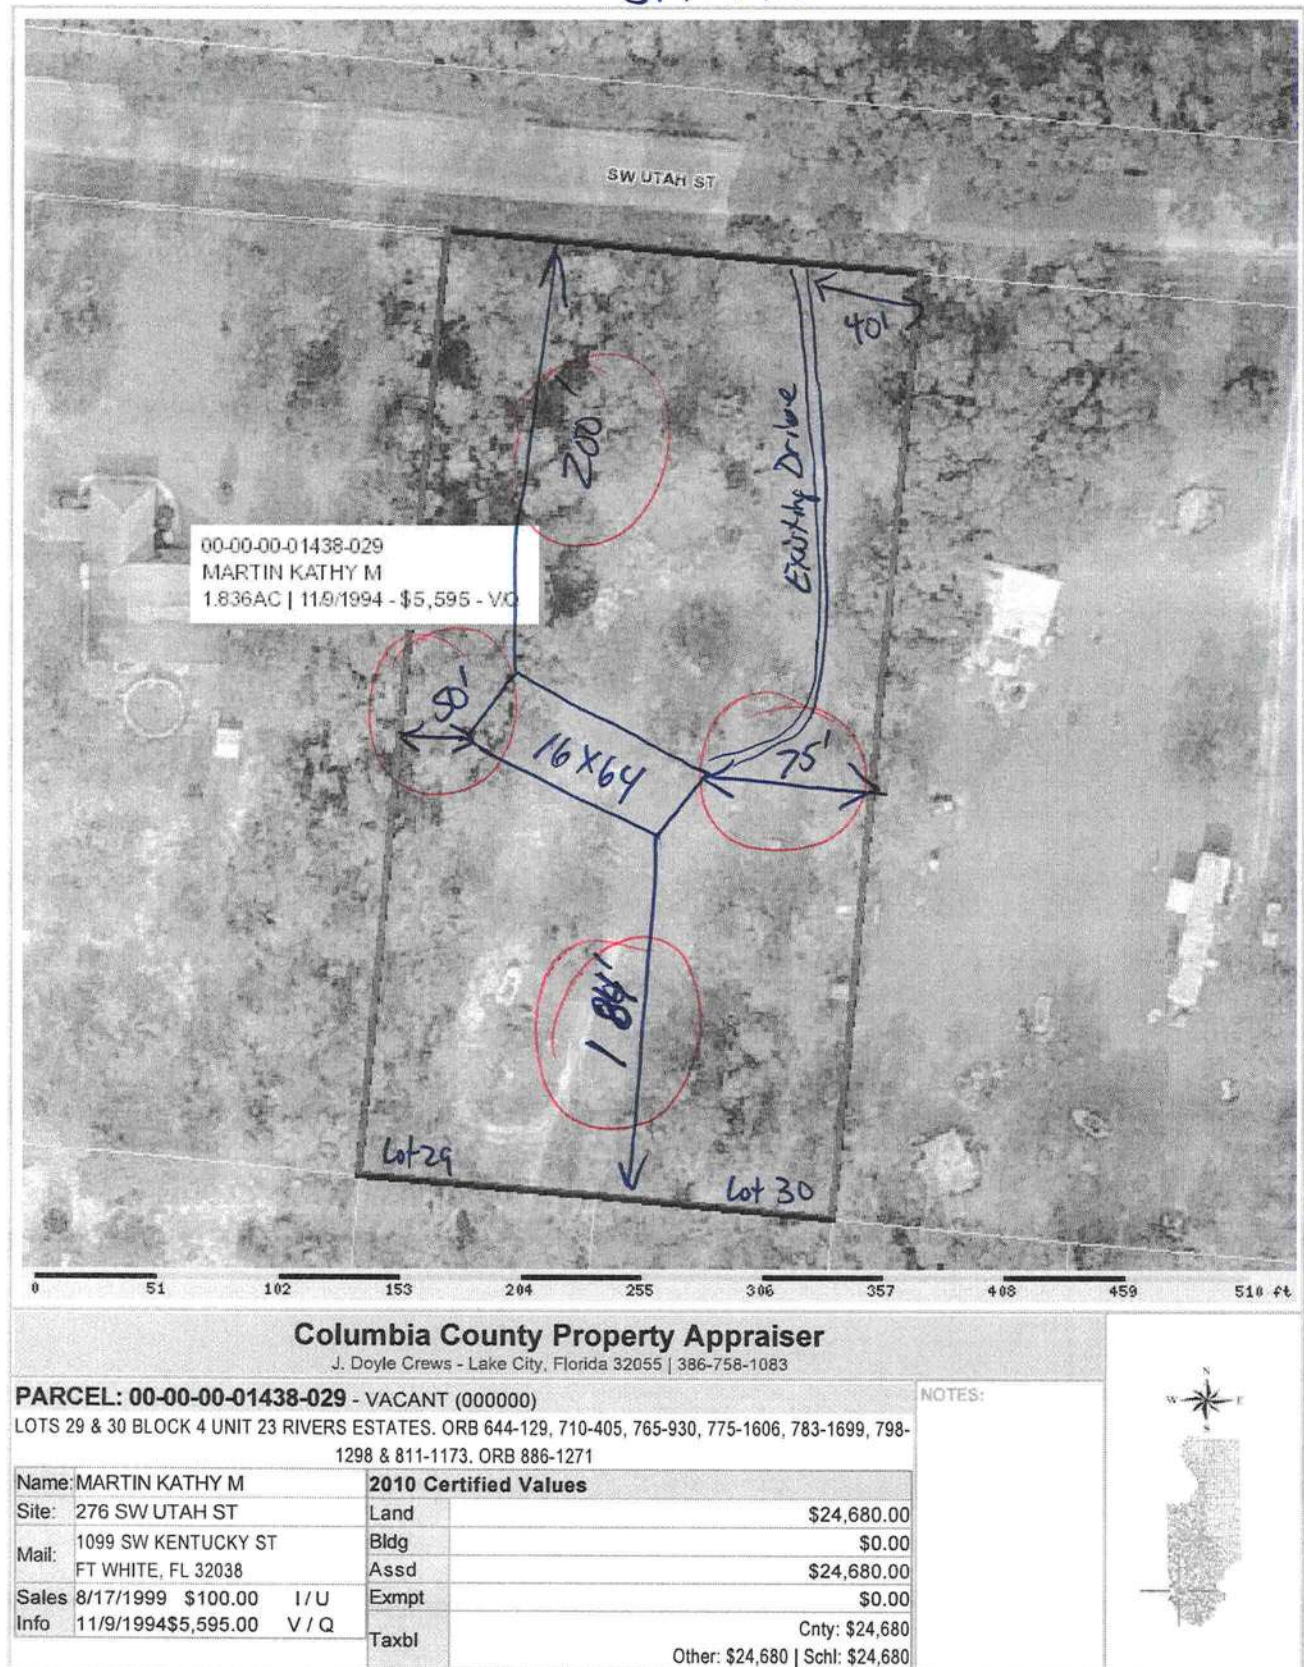 SW UTAH ST
40'
200'
Existing Drive
00-00-00-01438-029
MARTIN KATHY M
1.836AC | 11/9/1994 - $5,595 - V/Q
50'
16 X 64
75'
184'
Lot 29
Lot 30
0 51 102 153 204 255 306 357 408 459 510 ft
Columbia County Property Appraiser
J. Doyle Crews - Lake City, Florida 32055 | 386-758-1083
PARCEL: 00-00-00-01438-029 - VACANT (000000)
NOTES:
LOTS 29 & 30 BLOCK 4 UNIT 23 RIVERS ESTATES. ORB 644-129, 710-405, 765-930, 775-1606, 783-1699, 798-
1298 & 811-1173. ORB 886-1271
Name: MARTIN KATHY M
Site: 276 SW UTAH ST
Mail: 1099 SW KENTUCKY ST
FT WHITE, FL 32038
Sales 8/17/1999 $100.00 I / U
Info 11/9/1994 $5,595.00 V / Q
2010 Certified Values
Land $24,680.00
Bldg $0.00
Assd $24,680.00
Exmpt $0.00
Taxbl Cnty: $24,680
Other: $24,680 | Schl: $24,680
N
W E
S